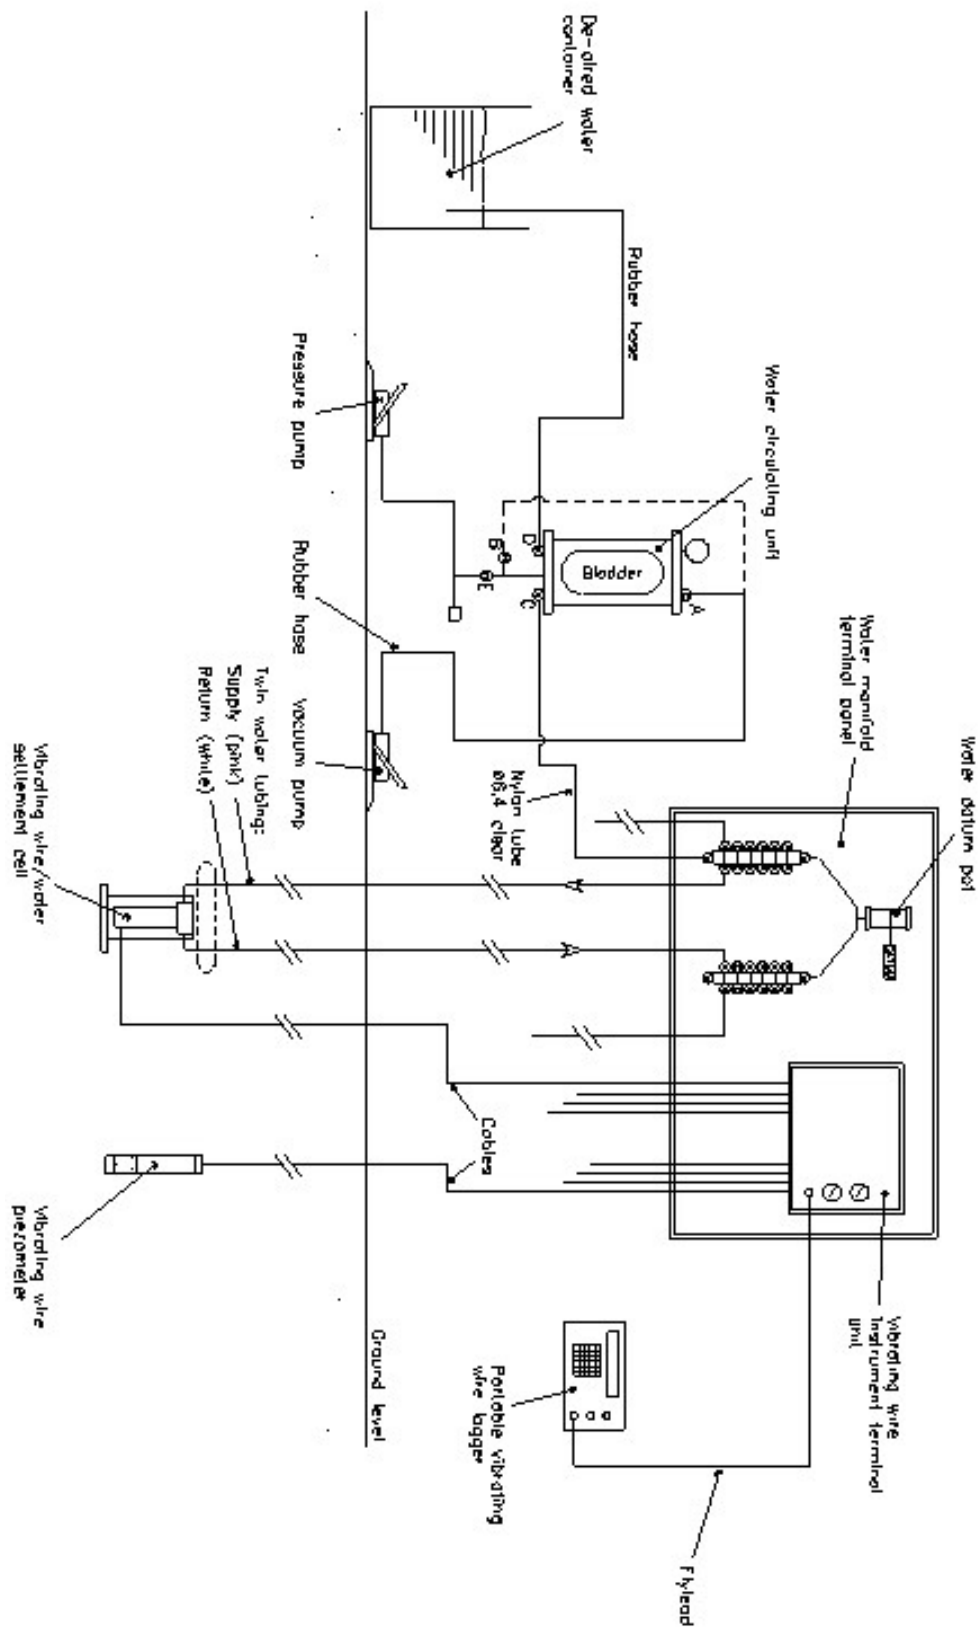 De-aired water
container
Rubber hose
Water circulating unit
Pressure pump
Bladder
A
B
C
D
E
Rubber hose
Vacuum pump
Water manifold
terminal panel
Water datum pot
Nylon tube
ø6,4 clear
Twin water tubing:
Supply (pink)
Return (white)
Vibrating wire/water
settlement cell
Cables
Vibrating wire
piezometer
Ground level
Vibrating wire
instrument terminal
unit
Portable vibrating
wire logger
Flylead